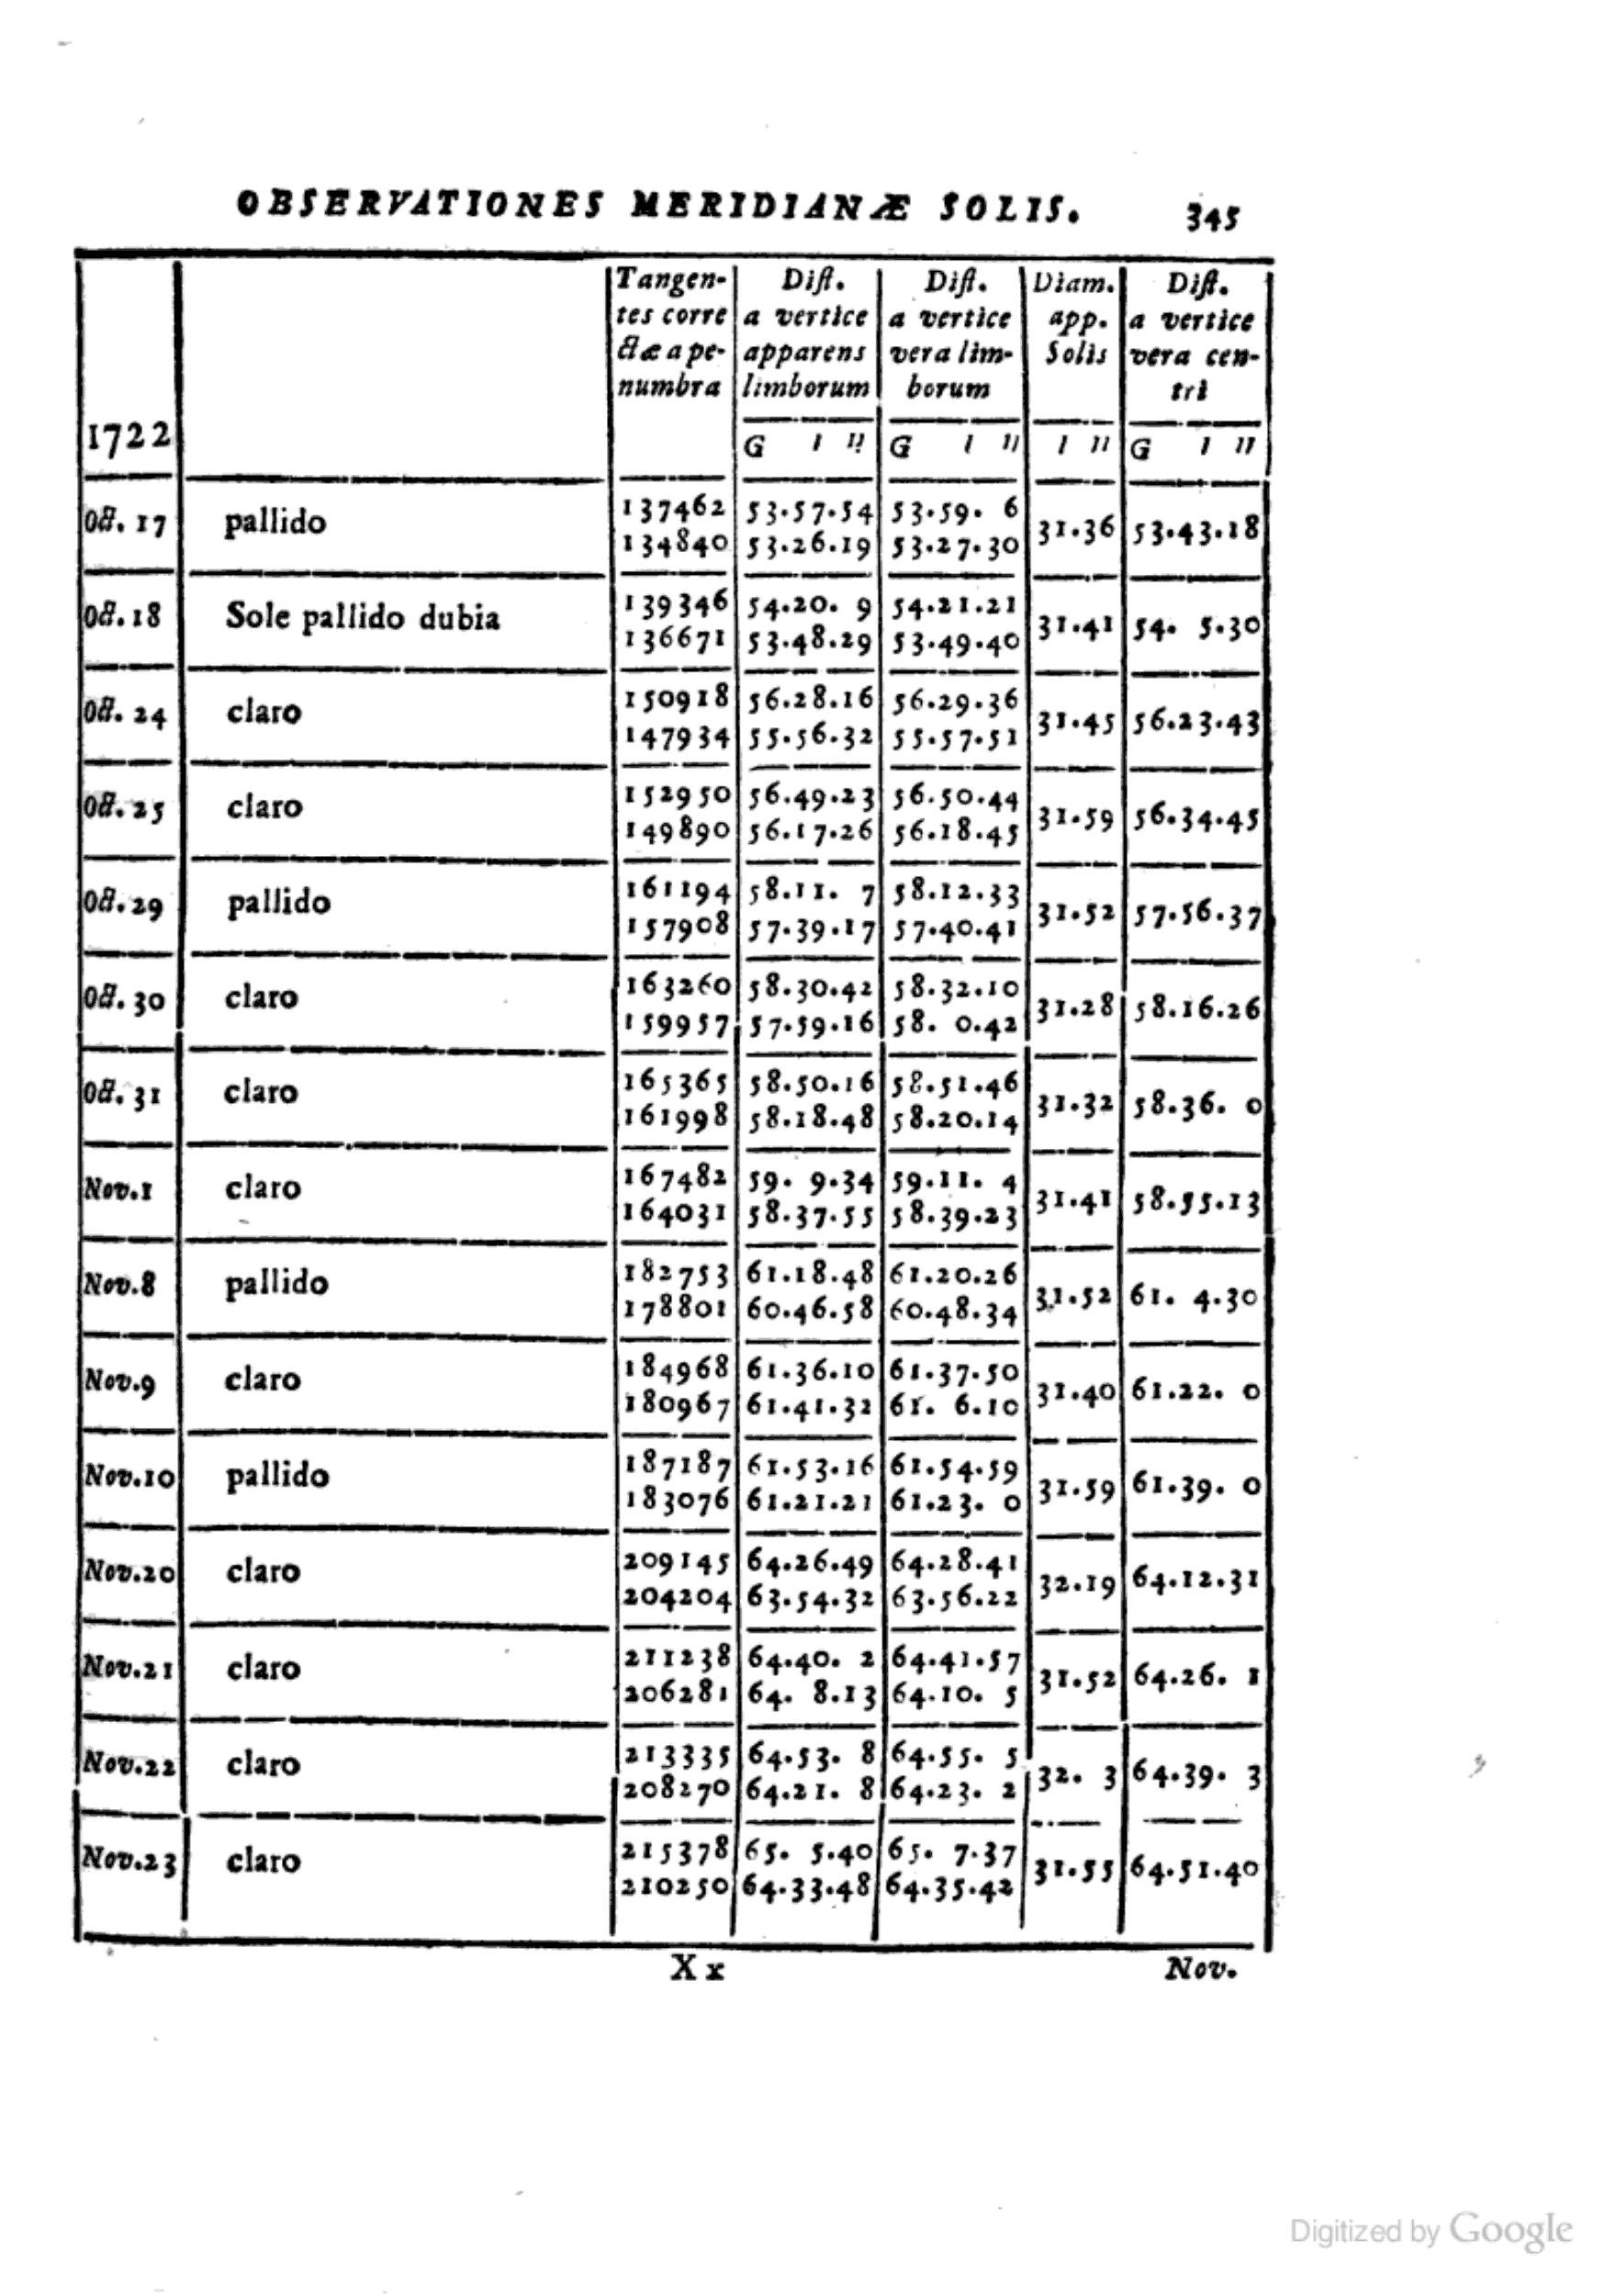 OBSERVATIONES MERIDIANÆ SOLIS. 345
1722 | | Tangentes correctæ a penumbra | Dist. a vertice apparens limborum | Dist. a vertice vera limborum | Diam. app. Solis | Dist. a vertice vera centri
G ı ıı | G ı ıı | ı ıı | G ı ıı
Oct. 17 pallido 137462 53.57.54 53.59. 6 31.36 53.43.18
134840 53.26.19 53.27.30
Oct. 18 Sole pallido dubia 139346 54.20. 9 54.21.21 31.41 54. 5.30
136671 53.48.29 53.49.40
Oct. 24 claro 150918 56.28.16 56.29.36 31.45 56.23.43
147934 55.56.32 55.57.51
Oct. 25 claro 152950 56.49.23 56.50.44 31.59 56.34.45
149890 56.17.26 56.18.45
Oct. 29 pallido 161194 58.11. 7 58.12.33 31.52 57.56.37
157908 57.39.17 57.40.41
Oct. 30 claro 163260 58.30.42 58.32.10 31.28 58.16.26
159957 57.59.16 58. 0.42
Oct. 31 claro 165365 58.50.16 58.51.46 31.32 58.36. 0
161998 58.18.48 58.20.14
Nov.1 claro 167482 59. 9.34 59.11. 4 31.41 58.55.13
164031 58.37.55 58.39.23
Nov.8 pallido 182753 61.18.48 61.20.26 31.52 61. 4.30
178801 60.46.58 60.48.34
Nov.9 claro 184968 61.36.10 61.37.50 31.40 61.22. 0
180967 61.41.32 61. 6.10
Nov.10 pallido 187187 61.53.16 61.54.59 31.59 61.39. 0
183076 61.21.21 61.23. 0
Nov.20 claro 209145 64.26.49 64.28.41 32.19 64.12.31
204204 63.54.32 63.56.22
Nov.21 claro 211238 64.40. 2 64.41.57 31.52 64.26. 1
206281 64. 8.13 64.10. 5
Nov.22 claro 213335 64.53. 8 64.55. 5 32. 3 64.39. 3
208270 64.21. 8 64.23. 2
Nov.23 claro 215378 65. 5.40 65. 7.37 31.55 64.51.40
210250 64.33.48 64.35.42
X x Nov.
Digitized by Google